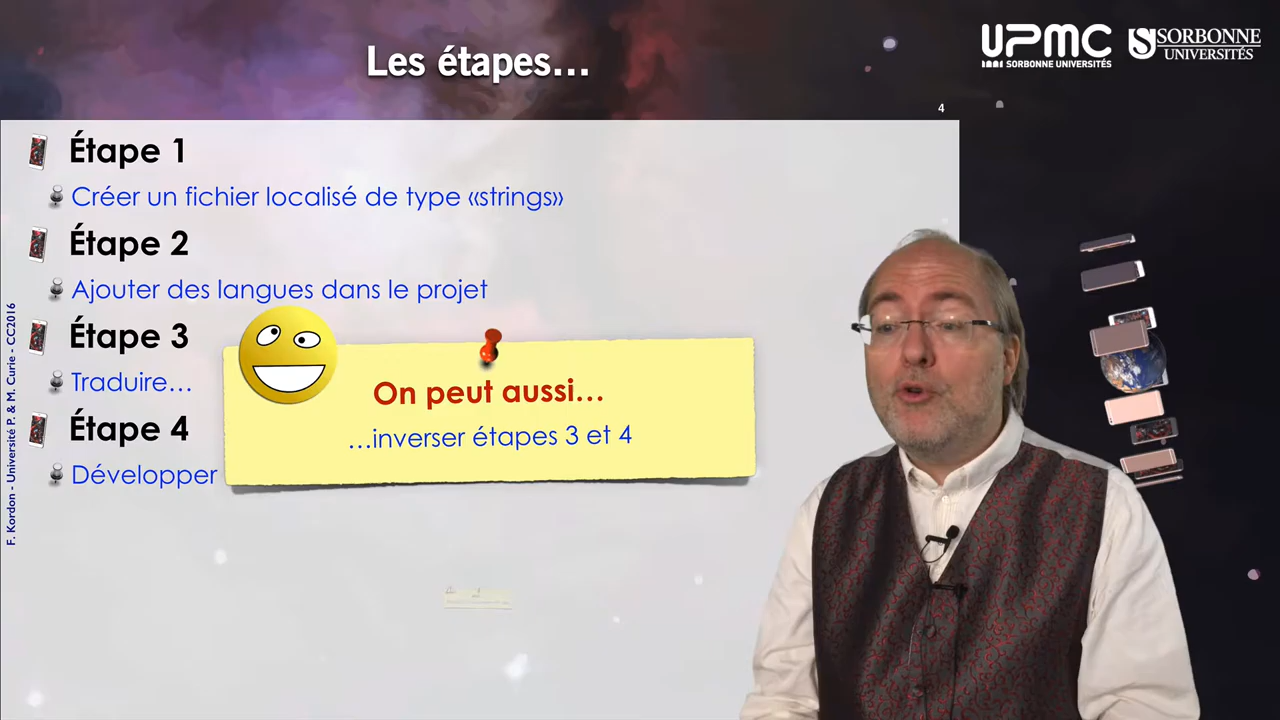 Les étapes...
UPMC
SORBONNE UNIVERSITÉS
SORBONNE
UNIVERSITÉS
4
Étape 1
Créer un fichier localisé de type «strings»
Étape 2
Ajouter des langues dans le projet
Étape 3
Traduire...
Étape 4
Développer
On peut aussi...
...inverser étapes 3 et 4
F. Kordon - Université P. & M. Curie - CC2016